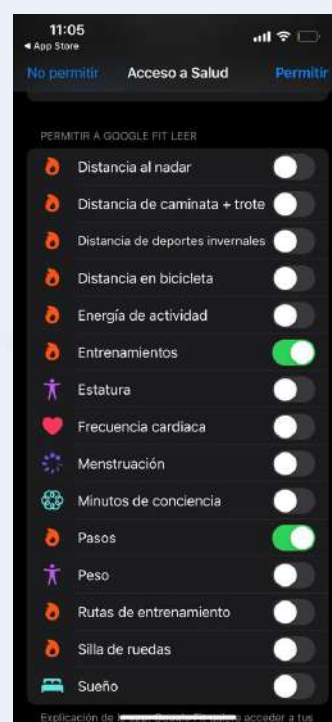 11:05
App Store
No permitir Acceso a Salud Permitir
PERMITIR A GOOGLE FIT LEER
Distancia al nadar
Distancia de caminata + trote
Distancia de deportes invernales
Distancia en bicicleta
Energía de actividad
Entrenamientos
Estatura
Frecuencia cardiaca
Menstruación
Minutos de conciencia
Pasos
Peso
Rutas de entrenamiento
Silla de ruedas
Sueño
Explicación de acceder a tus